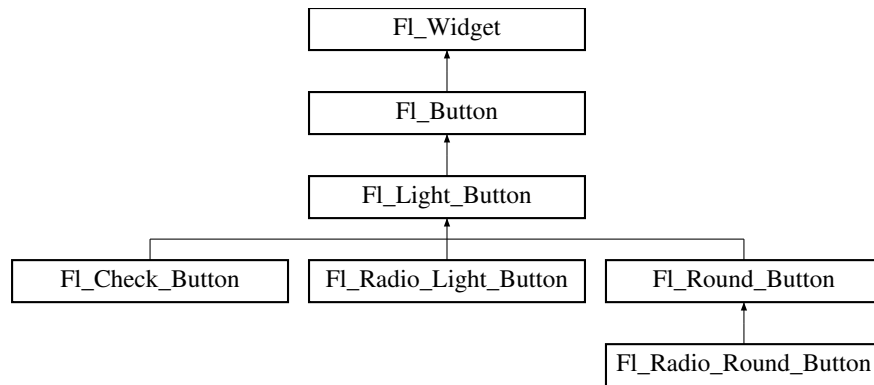 Fl_Widget
Fl_Button
Fl_Light_Button
Fl_Check_Button
Fl_Radio_Light_Button
Fl_Round_Button
Fl_Radio_Round_Button